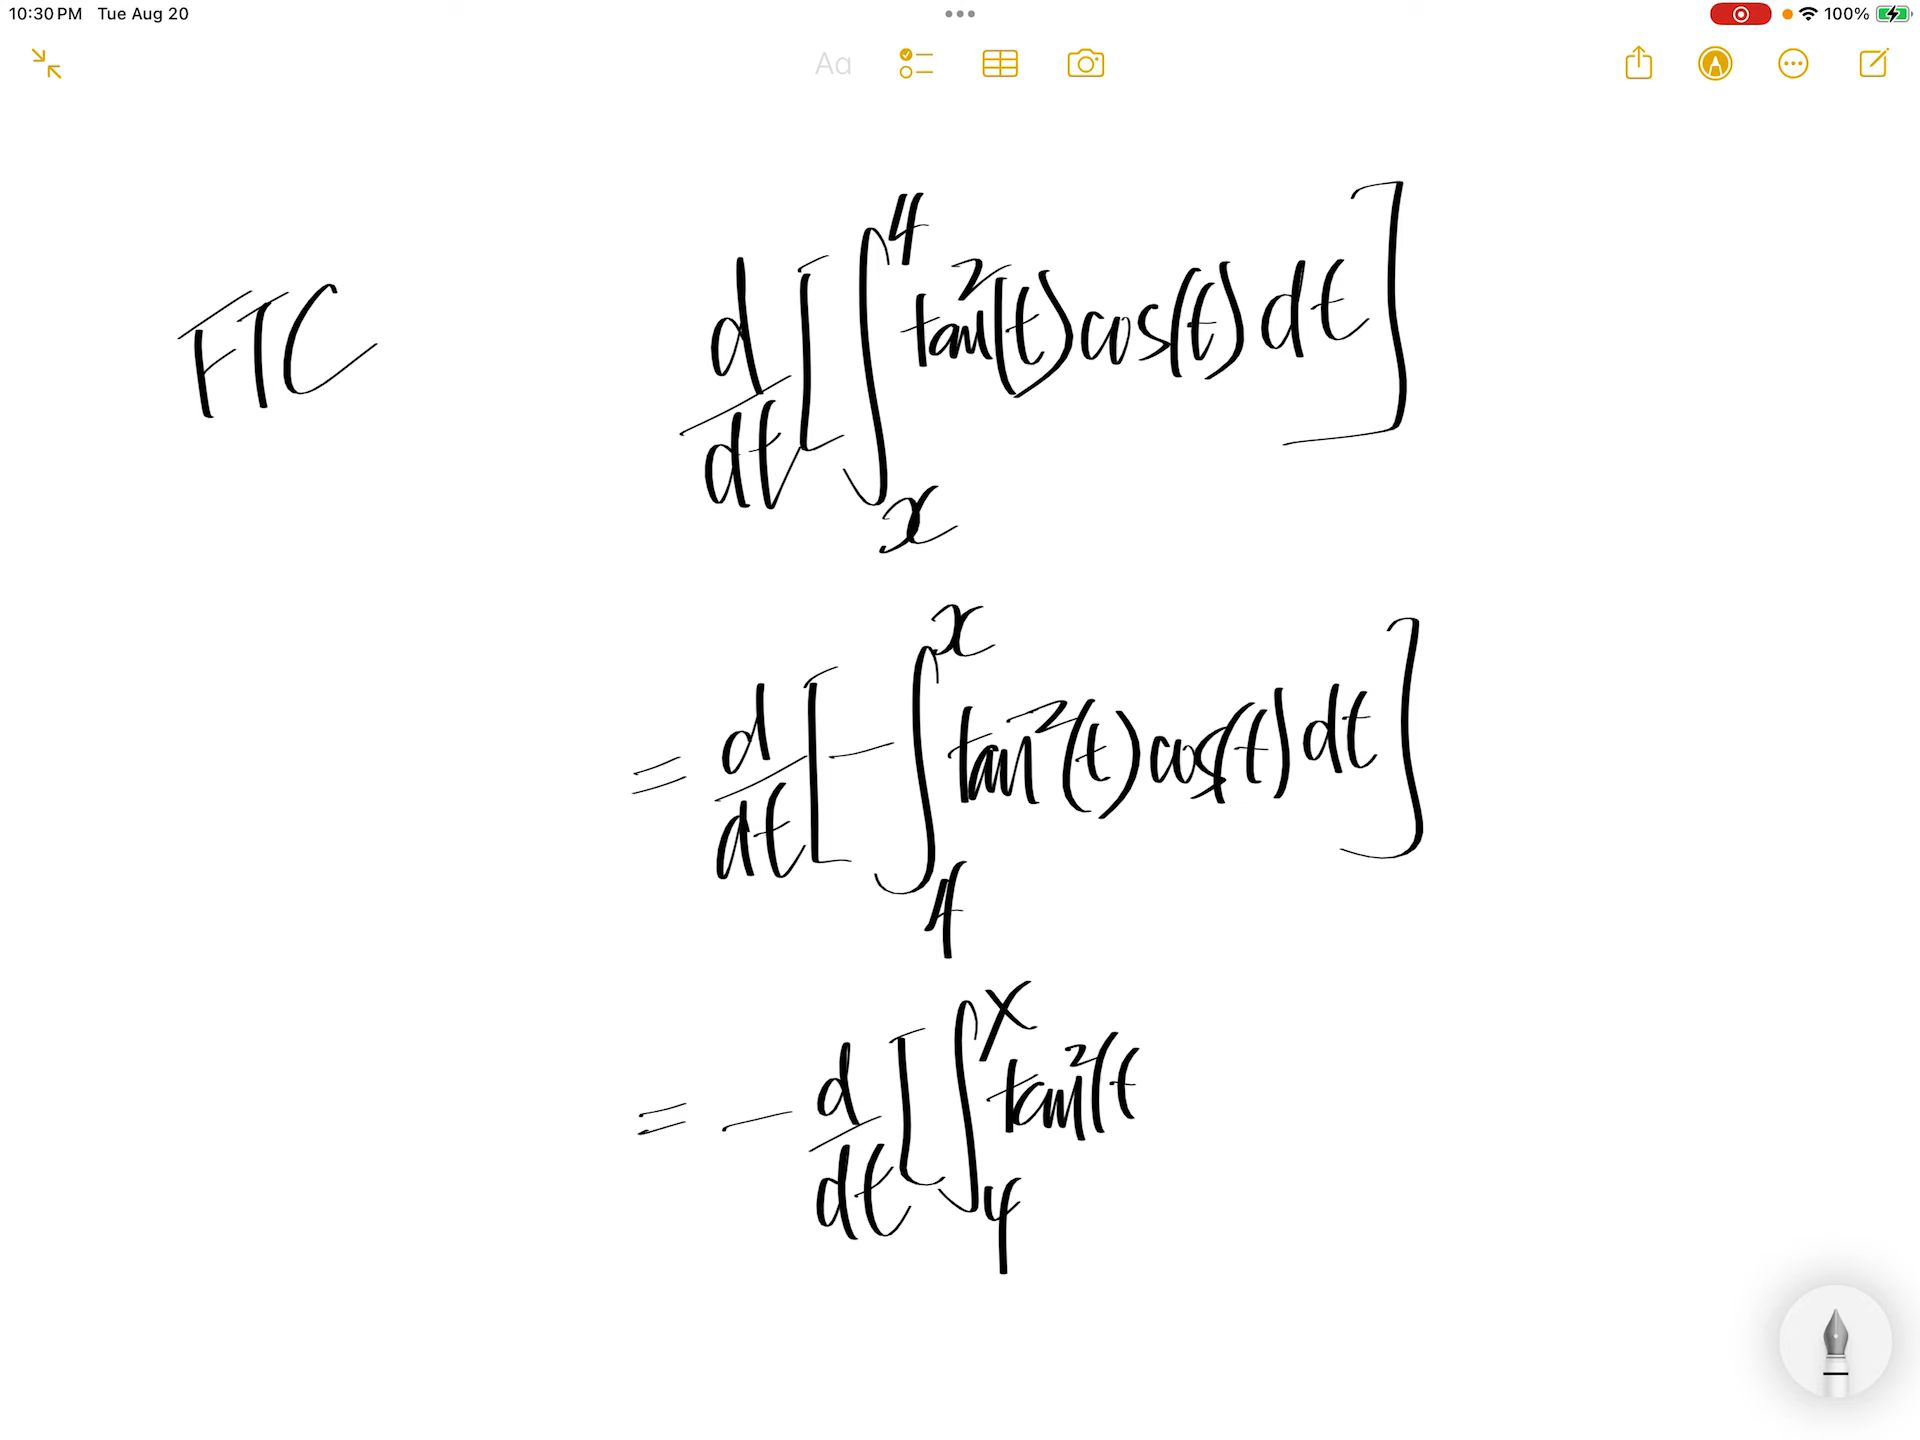 10:30 PM Tue Aug 20 100%
Aa
FTC
d/dt [∫_x^4 tan²(t) cos(t) dt]
= d/dt [-∫_4^x tan²(t) cos(t) dt]
= - d/dt [∫_4^x tan²(t